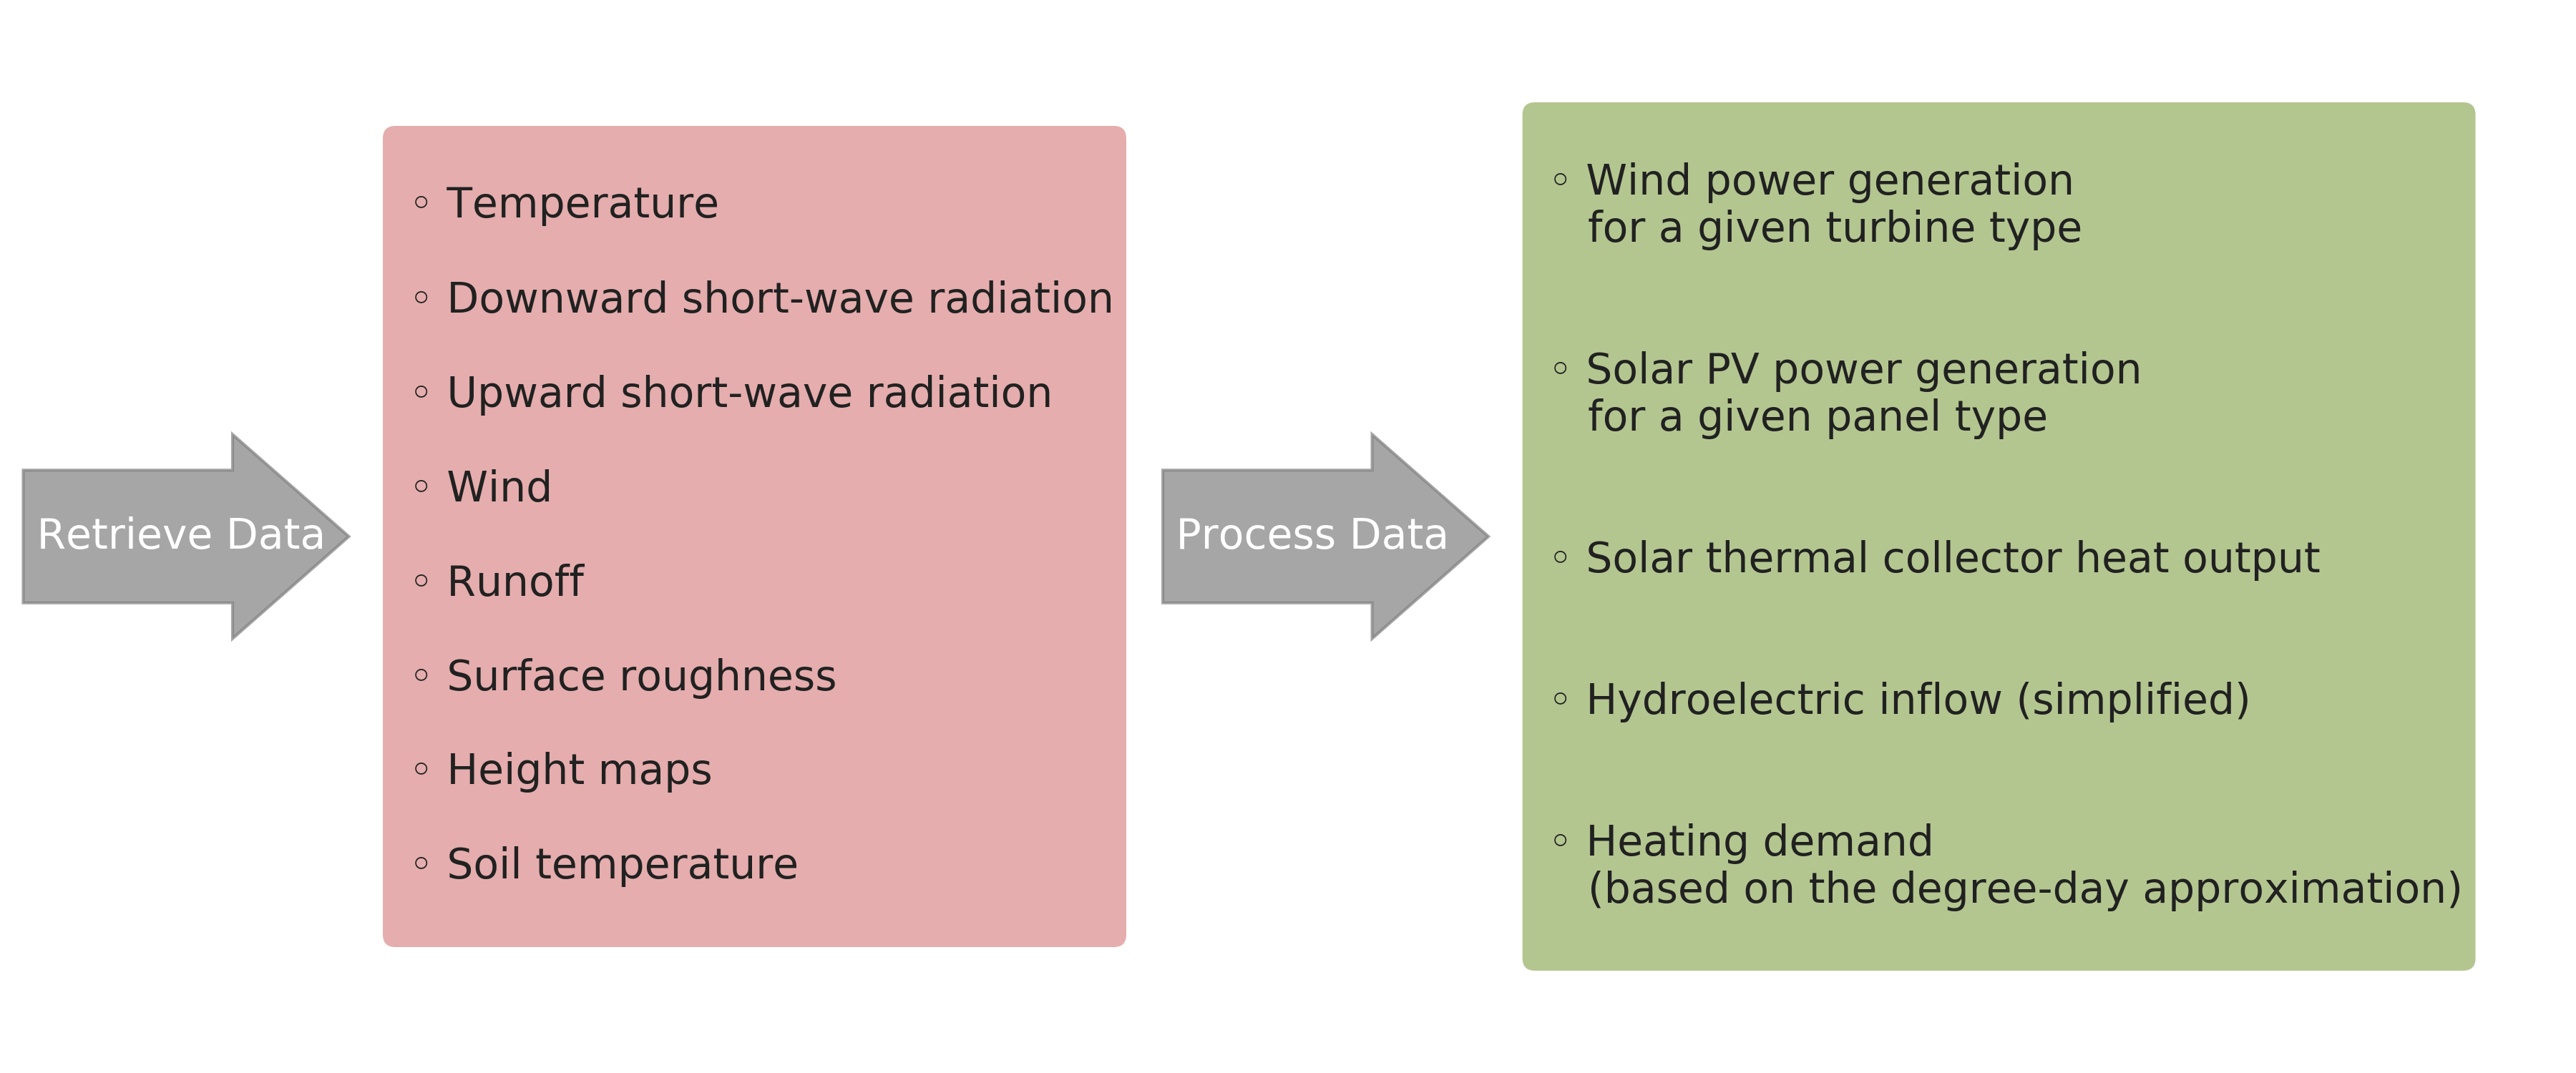 Retrieve Data
◦ Temperature
◦ Downward short-wave radiation
◦ Upward short-wave radiation
◦ Wind
◦ Runoff
◦ Surface roughness
◦ Height maps
◦ Soil temperature
Process Data
◦ Wind power generation
for a given turbine type
◦ Solar PV power generation
for a given panel type
◦ Solar thermal collector heat output
◦ Hydroelectric inflow (simplified)
◦ Heating demand
(based on the degree-day approximation)